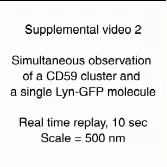 Supplemental video 2
Simultaneous observation
of a CD59 cluster and
a single Lyn-GFP molecule
Real time replay, 10 sec
Scale = 500 nm